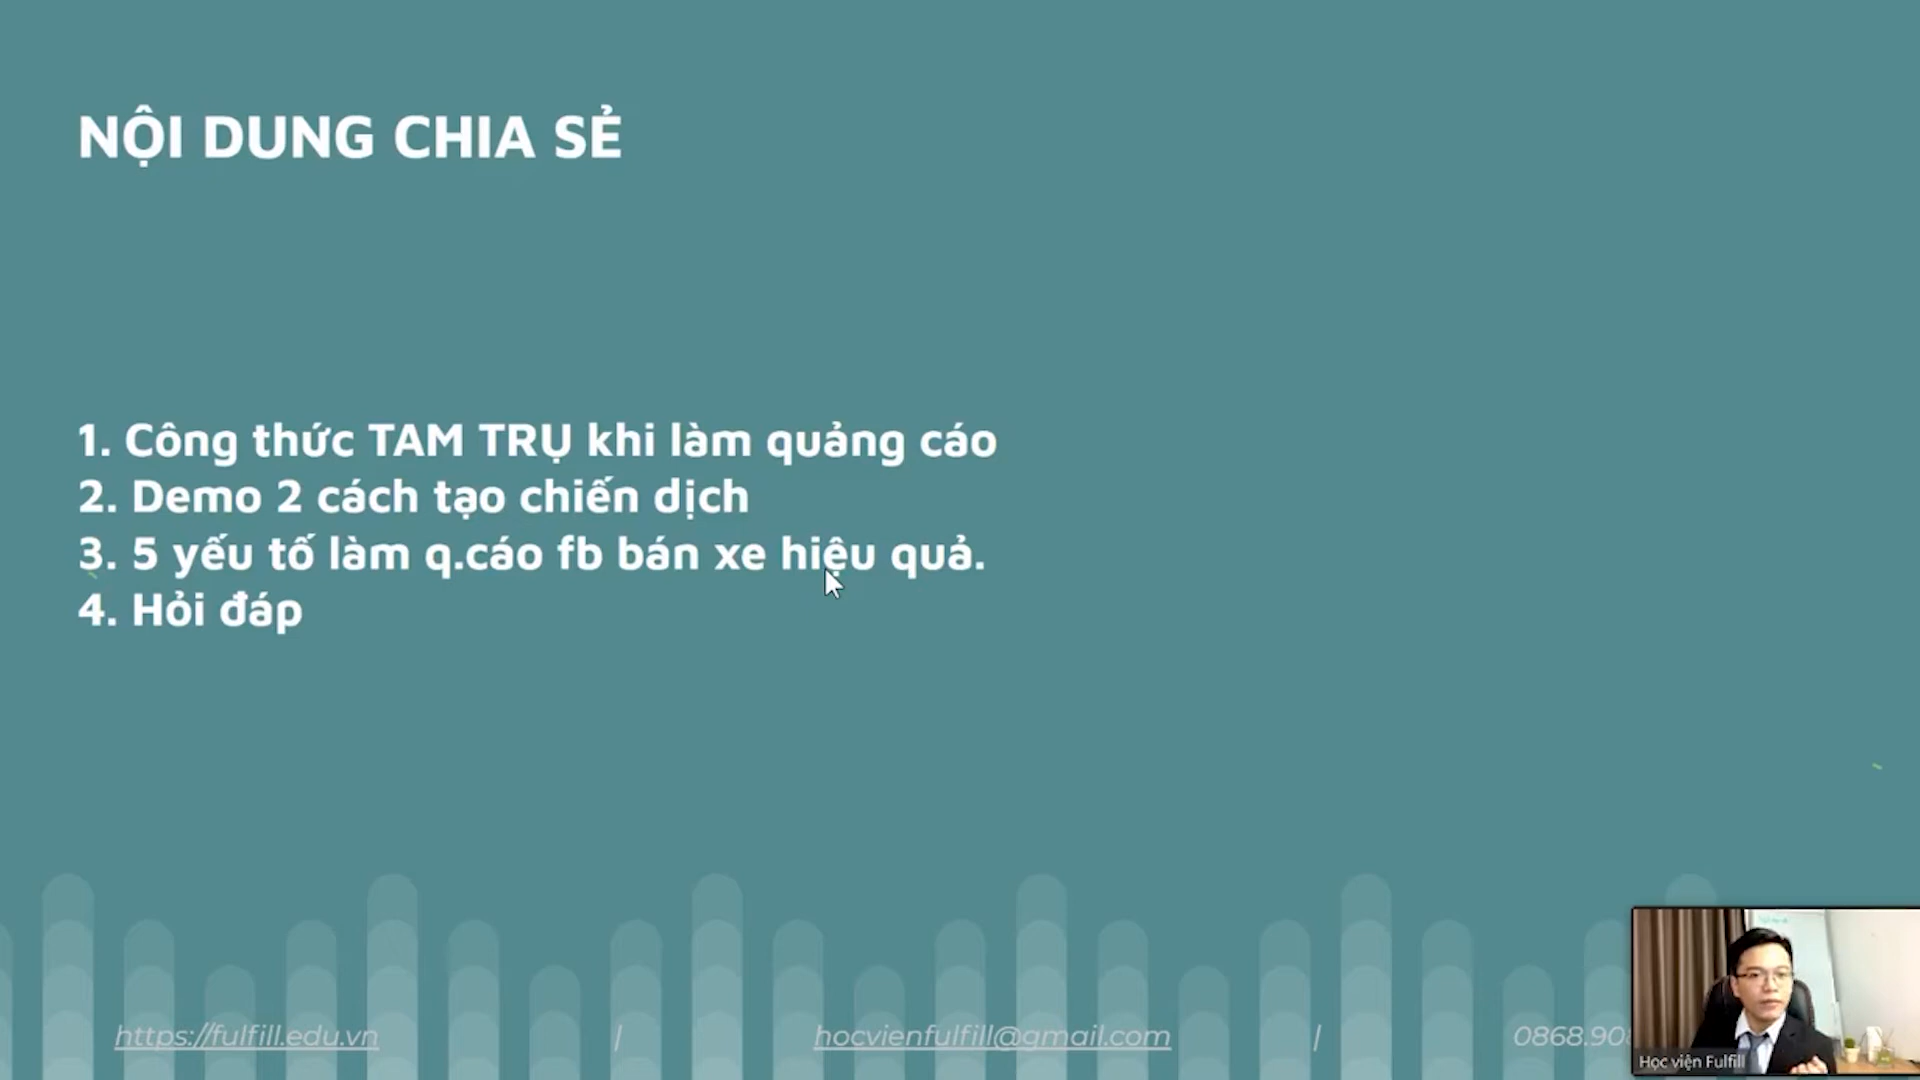 NỘI DUNG CHIA SẺ
1. Công thức TAM TRỤ khi làm quảng cáo
2. Demo 2 cách tạo chiến dịch
3. 5 yếu tố làm q.cáo fb bán xe hiệu quả.
4. Hỏi đáp
https://fulfill.edu.vn | hocvienfulfill@gmail.com | 0868.908
Học viện Fulfill